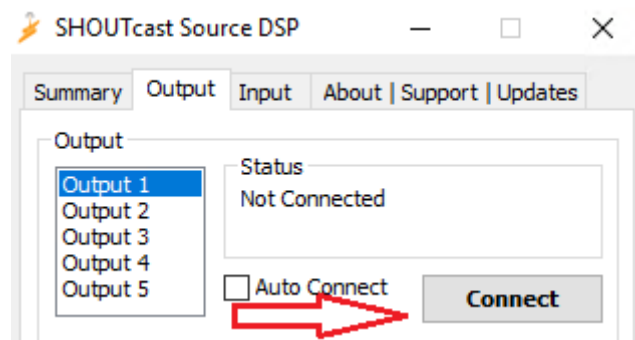 SHOUTcast Source DSP
Summary Output Input About | Support | Updates
Output
Output 1
Output 2
Output 3
Output 4
Output 5
Status
Not Connected
Auto Connect
Connect